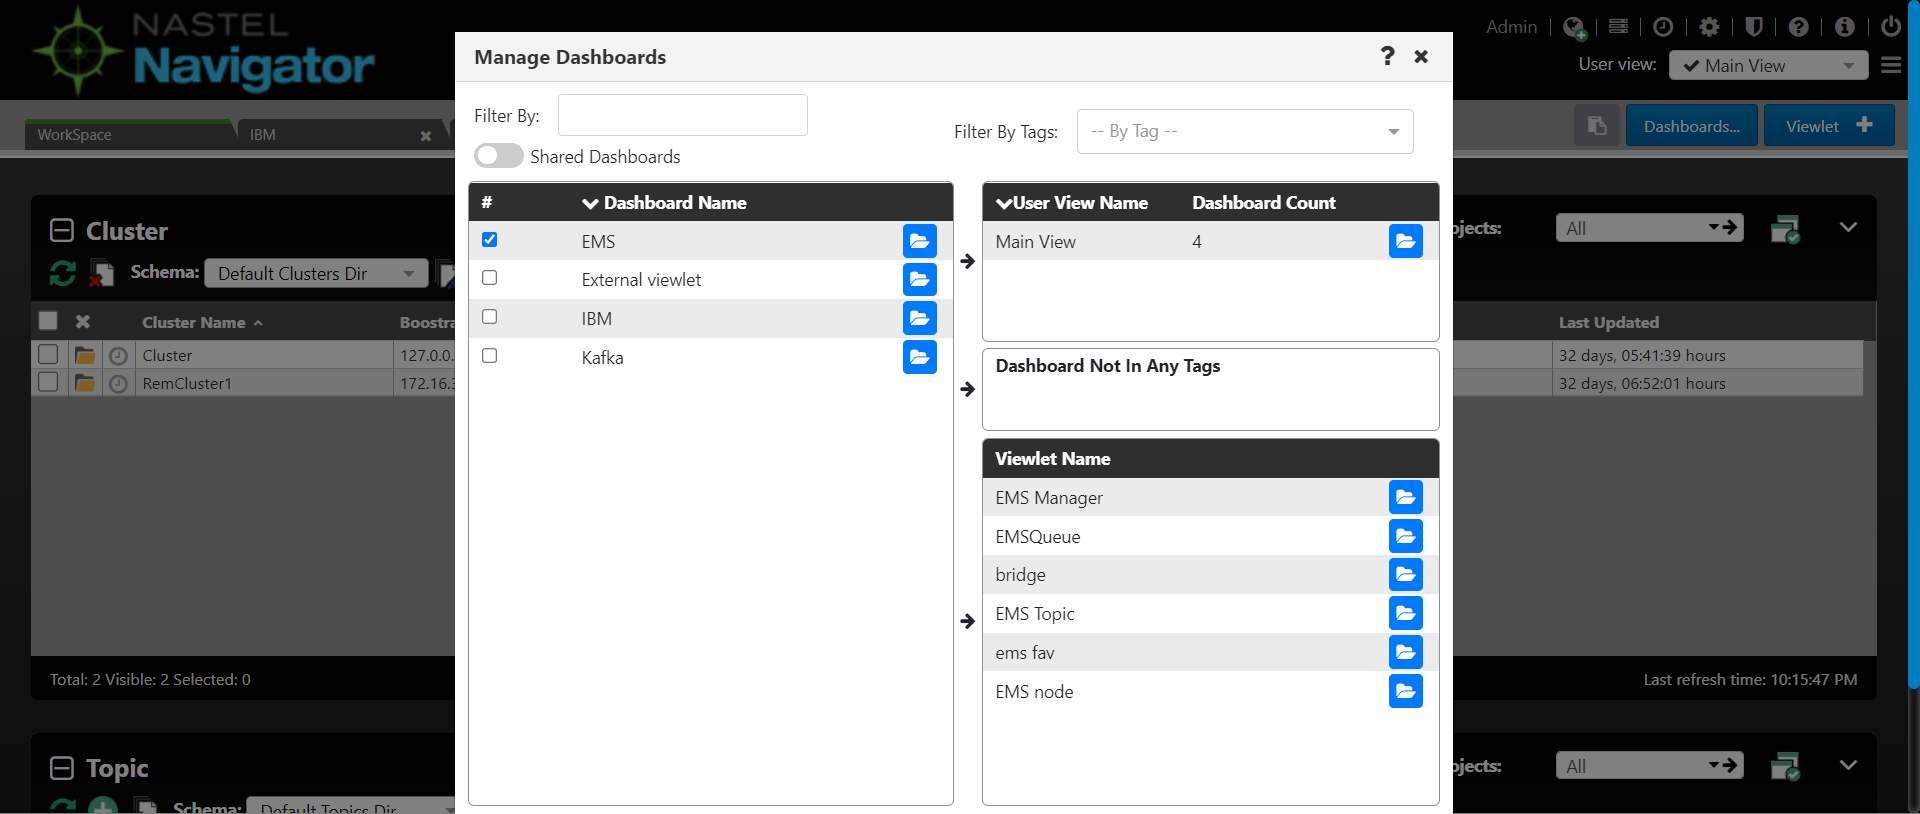 NASTEL
Navigator
Admin
User view: Main View
WorkSpace
IBM
Dashboards...
Viewlet
Manage Dashboards
Filter By:
Filter By Tags: -- By Tag --
Shared Dashboards
# Dashboard Name
EMS
External viewlet
IBM
Kafka
User View Name Dashboard Count
Main View 4
Dashboard Not In Any Tags
Viewlet Name
EMS Manager
EMSQueue
bridge
EMS Topic
ems fav
EMS node
Cluster
Schema: Default Clusters Dir
bjects: All
Cluster Name Boostra Last Updated
Cluster 127.0.0. 32 days, 05:41:39 hours
RemCluster1 172.16.3 32 days, 06:52:01 hours
Total: 2 Visible: 2 Selected: 0
Last refresh time: 10:15:47 PM
Topic
bjects: All
Schema: Default Topics Dir